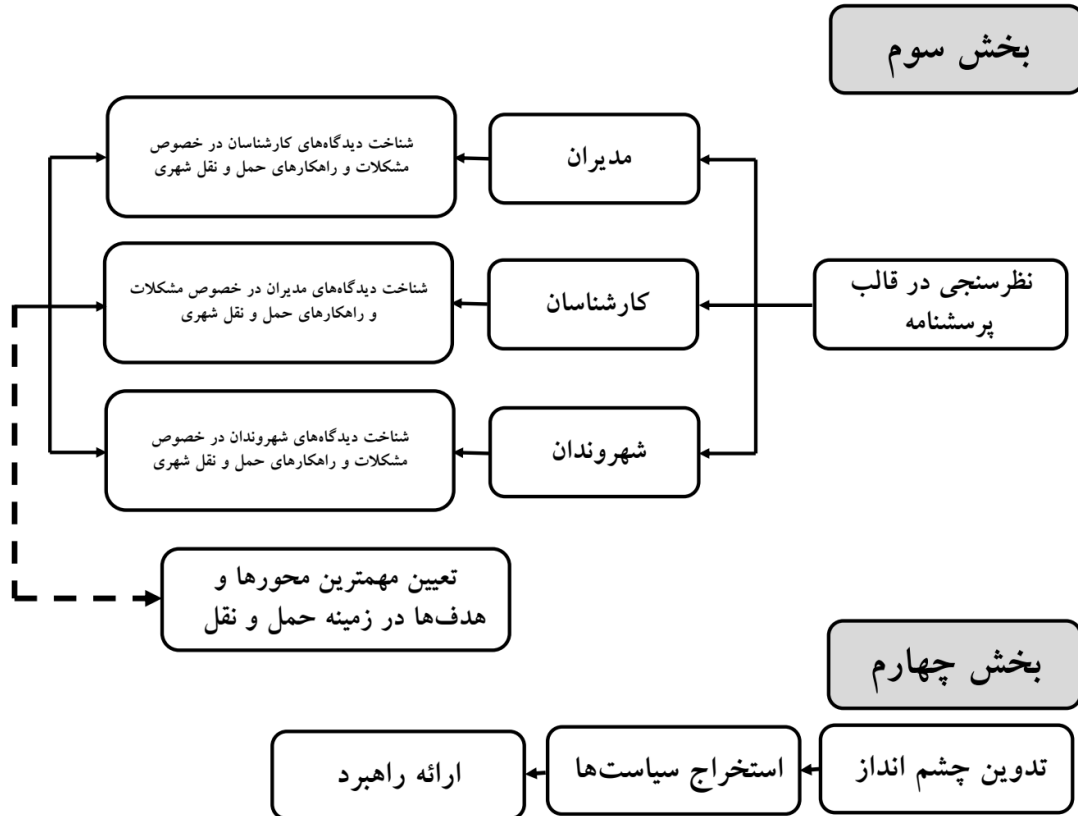 بخش سوم
نظرسنجی در قالب
پرسشنامه
مدیران
شناخت دیدگاه‌های کارشناسان در خصوص
مشکلات و راهکارهای حمل و نقل شهری
کارشناسان
شناخت دیدگاه‌های مدیران در خصوص مشکلات
و راهکارهای حمل و نقل شهری
شهروندان
شناخت دیدگاه‌های شهروندان در خصوص
مشکلات و راهکارهای حمل و نقل شهری
تعیین مهمترین محورها و
هدف‌ها در زمینه حمل و نقل
بخش چهارم
تدوین چشم انداز
استخراج سیاست‌ها
ارائه راهبرد